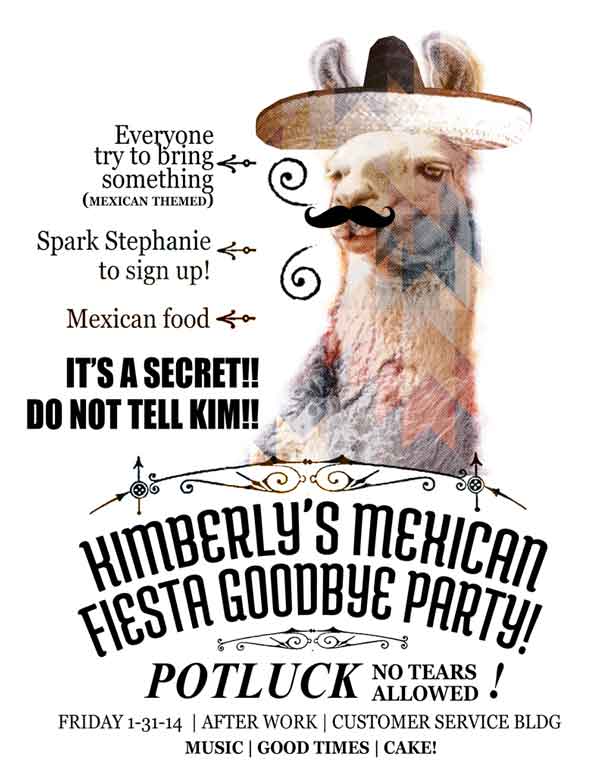 Everyone
try to bring
something
(MEXICAN THEMED)
Spark Stephanie
to sign up!
Mexican food
IT'S A SECRET!!
DO NOT TELL KIM!!
KIMBERLY'S MEXICAN
FIESTA GOODBYE PARTY!
POTLUCK NO TEARS ALLOWED !
FRIDAY 1-31-14 | AFTER WORK | CUSTOMER SERVICE BLDG
MUSIC | GOOD TIMES | CAKE!